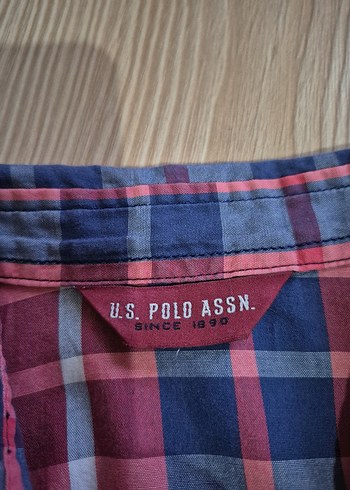 U.S. POLO ASSN.
SINCE 1890